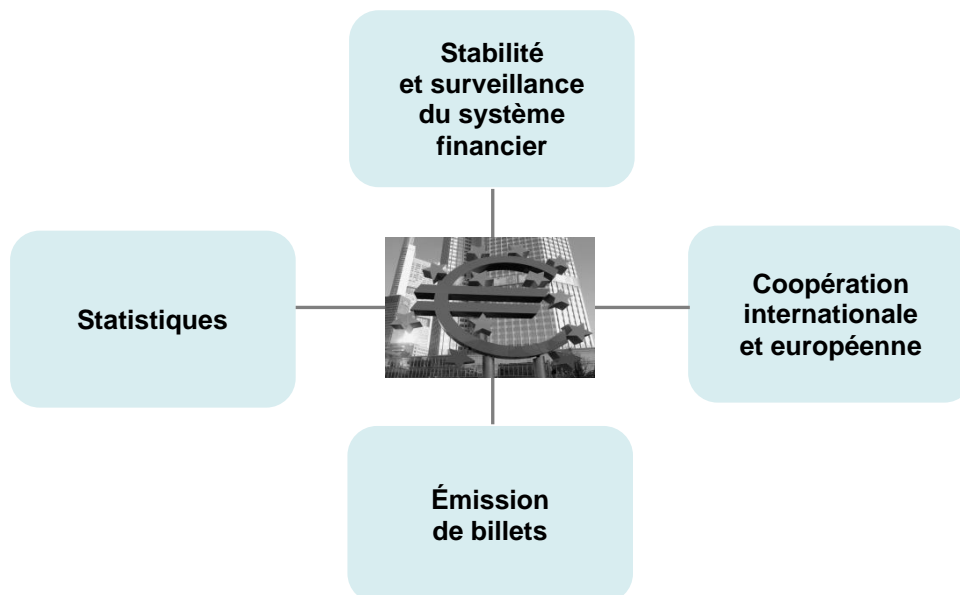 Stabilité
et surveillance
du système
financier
Statistiques
Coopération
internationale
et européenne
Émission
de billets